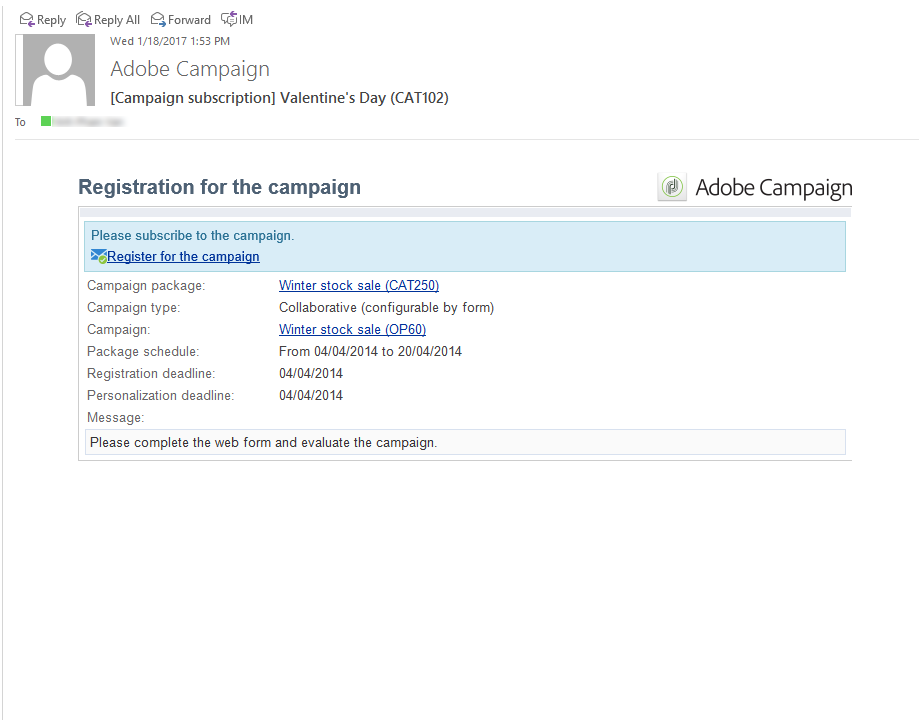 Reply Reply All Forward IM
Wed 1/18/2017 1:53 PM
Adobe Campaign
[Campaign subscription] Valentine's Day (CAT102)
To
Registration for the campaign
Adobe Campaign
Please subscribe to the campaign.
Register for the campaign
Campaign package: Winter stock sale (CAT250)
Campaign type: Collaborative (configurable by form)
Campaign: Winter stock sale (OP60)
Package schedule: From 04/04/2014 to 20/04/2014
Registration deadline: 04/04/2014
Personalization deadline: 04/04/2014
Message:
Please complete the web form and evaluate the campaign.